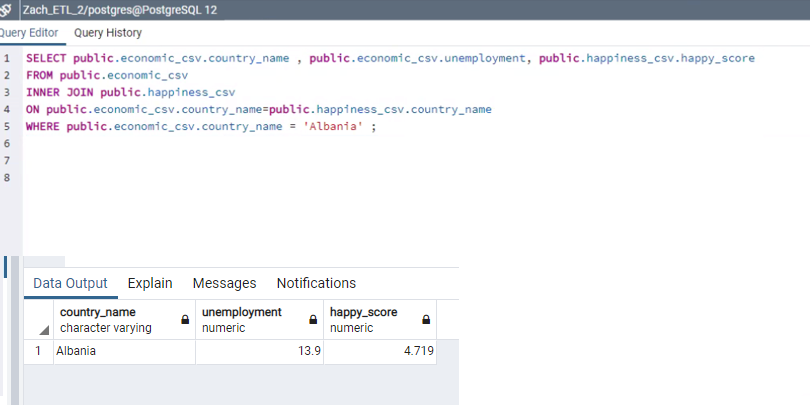 Zach_ETL_2/postgres@PostgreSQL 12
Query Editor Query History
1 SELECT public.economic_csv.country_name , public.economic_csv.unemployment, public.happiness_csv.happy_score
2 FROM public.economic_csv
3 INNER JOIN public.happiness_csv
4 ON public.economic_csv.country_name=public.happiness_csv.country_name
5 WHERE public.economic_csv.country_name = 'Albania' ;
6
7
8
Data Output Explain Messages Notifications
country_name unemployment happy_score
character varying numeric numeric
1 Albania 13.9 4.719